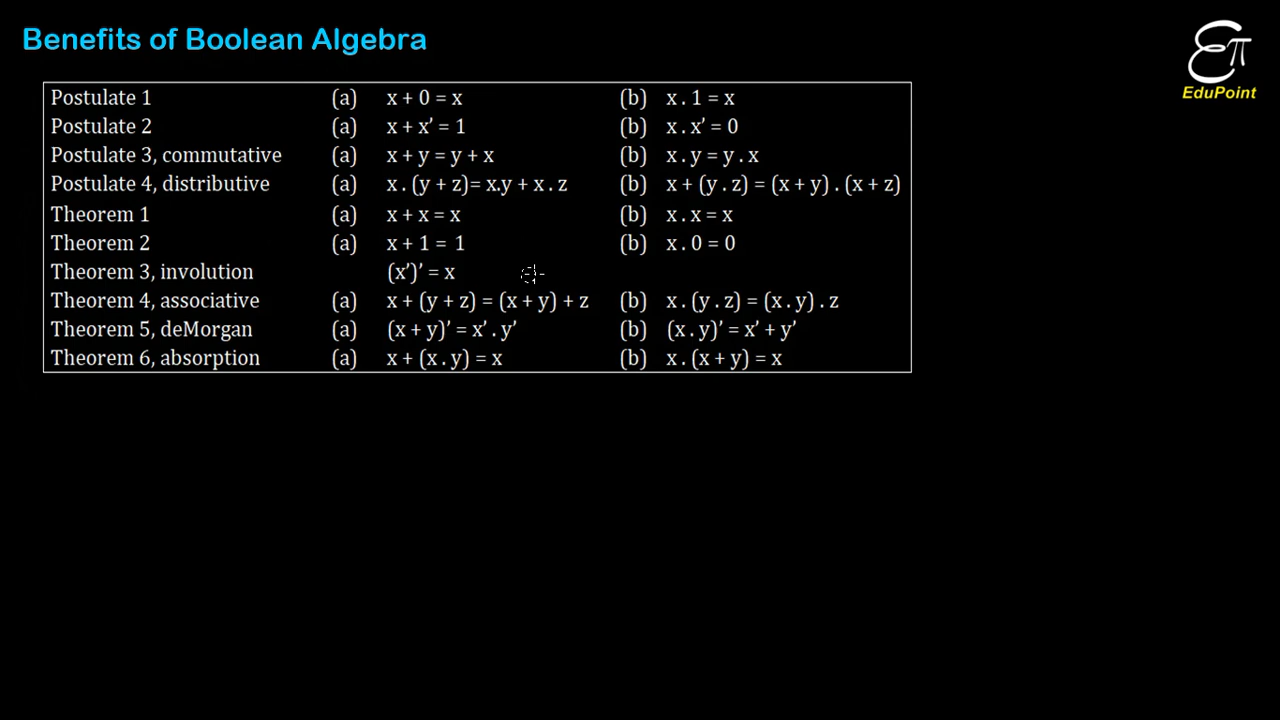 Benefits of Boolean Algebra
επ
EduPoint
Postulate 1 (a) x + 0 = x (b) x . 1 = x
Postulate 2 (a) x + x’ = 1 (b) x . x’ = 0
Postulate 3, commutative (a) x + y = y + x (b) x . y = y . x
Postulate 4, distributive (a) x . (y + z)= x.y + x . z (b) x + (y . z) = (x + y) . (x + z)
Theorem 1 (a) x + x = x (b) x . x = x
Theorem 2 (a) x + 1 = 1 (b) x . 0 = 0
Theorem 3, involution (x’)’ = x
Theorem 4, associative (a) x + (y + z) = (x + y) + z (b) x . (y . z) = (x . y) . z
Theorem 5, deMorgan (a) (x + y)’ = x’ . y’ (b) (x . y)’ = x’ + y’
Theorem 6, absorption (a) x + (x . y) = x (b) x . (x + y) = x